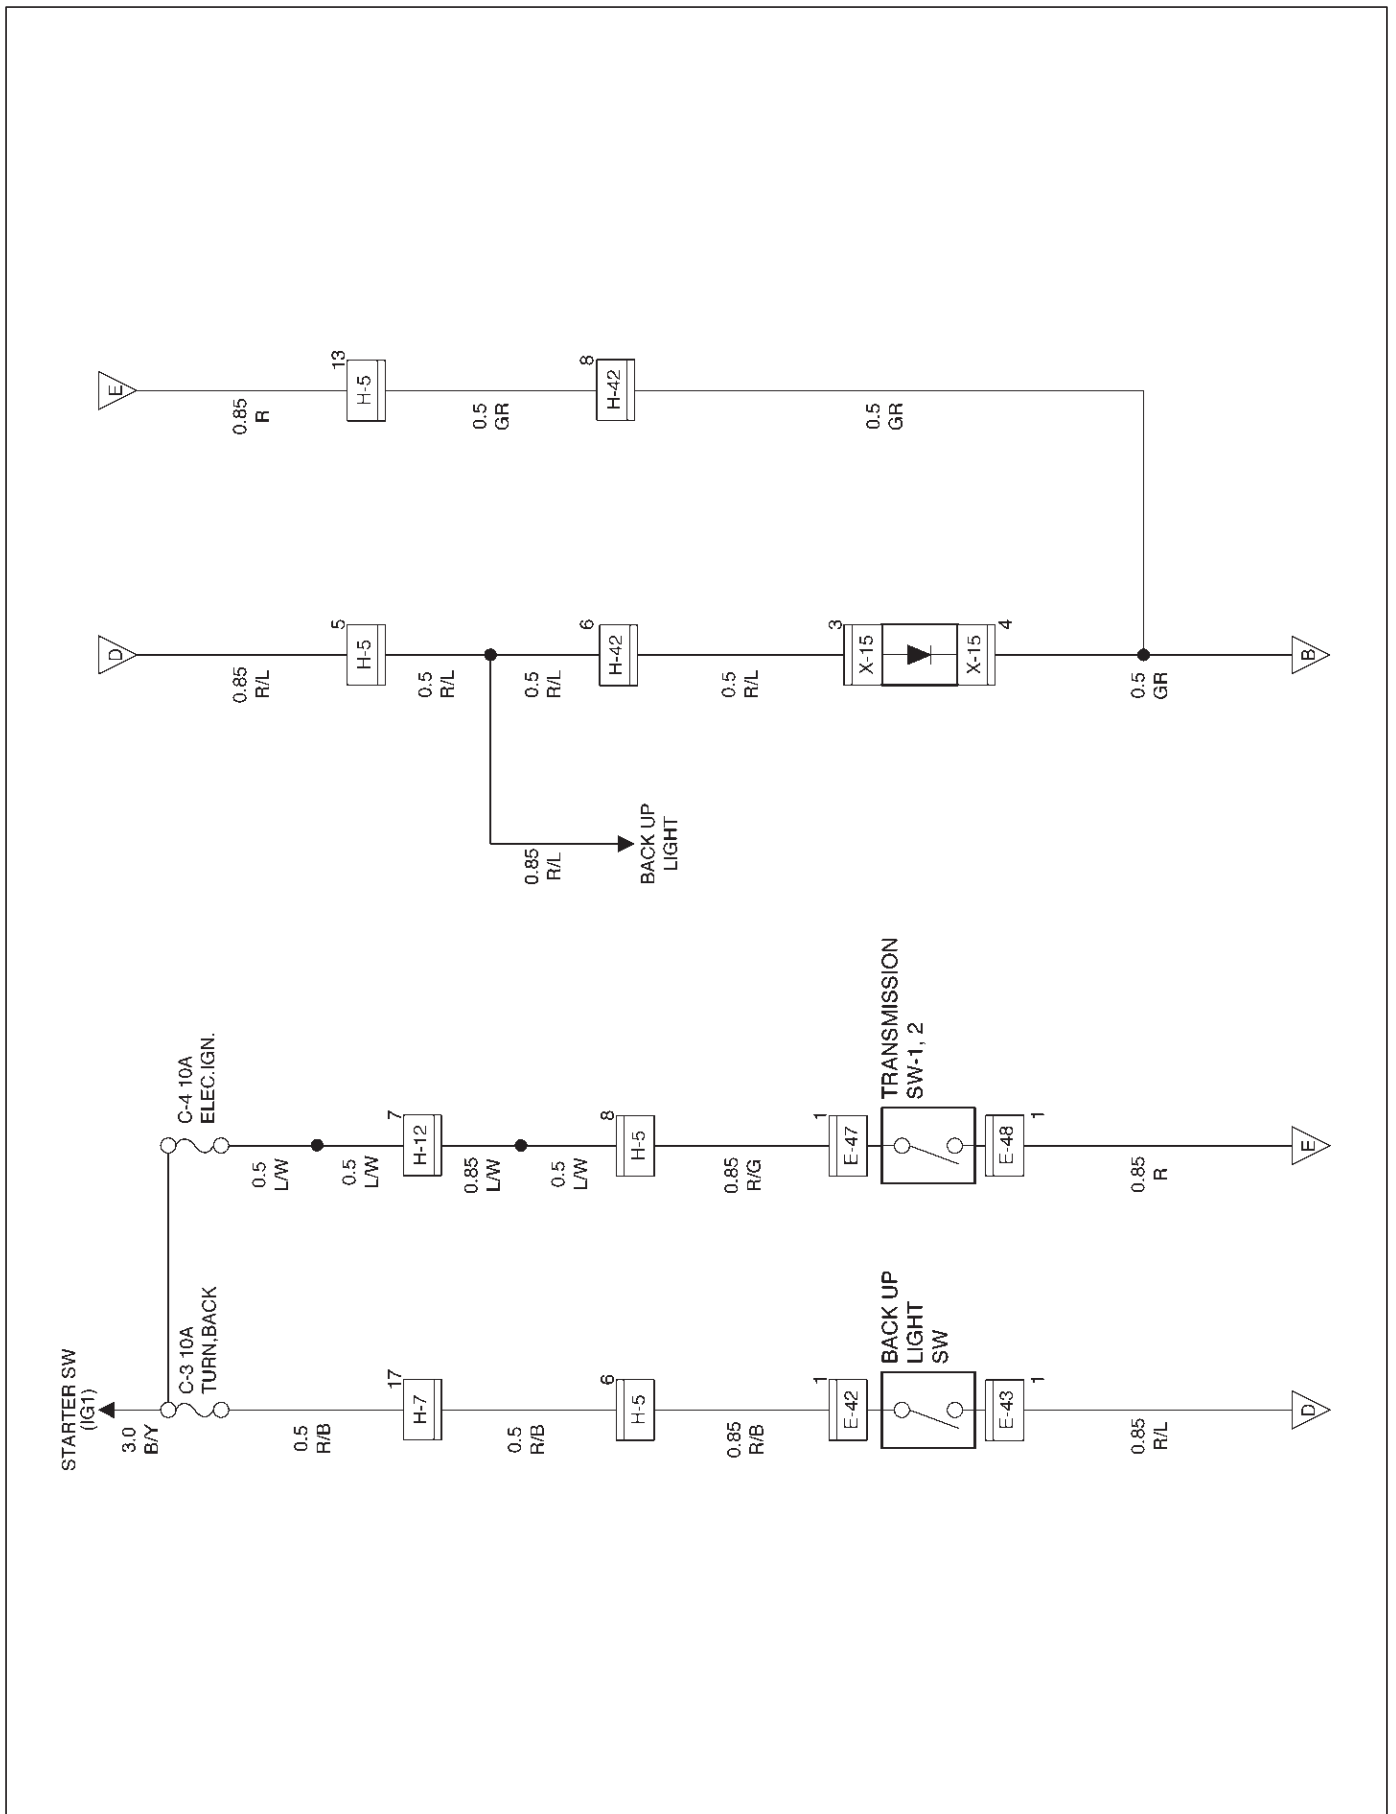 STARTER SW
(IG1)
3.0
B/Y
C-3 10A
TURN,BACK
0.5
R/B
17
H-7
0.5
R/B
6
H-5
0.85
R/B
1
E-42
BACK UP
LIGHT
SW
E-43
1
0.85
R/L
D
C-4 10A
ELEC.IGN.
0.5
L/W
0.5
L/W
7
H-12
0.85
L/W
0.5
L/W
8
H-5
0.85
R/G
1
E-47
TRANSMISSION
SW-1, 2
E-48
1
0.85
R
E
D
0.85
R/L
5
H-5
0.5
R/L
0.5
R/L
0.85
R/L
BACK UP
LIGHT
6
H-42
0.5
R/L
3
X-15
X-15
4
0.5
GR
B
E
0.85
R
13
H-5
0.5
GR
8
H-42
0.5
GR